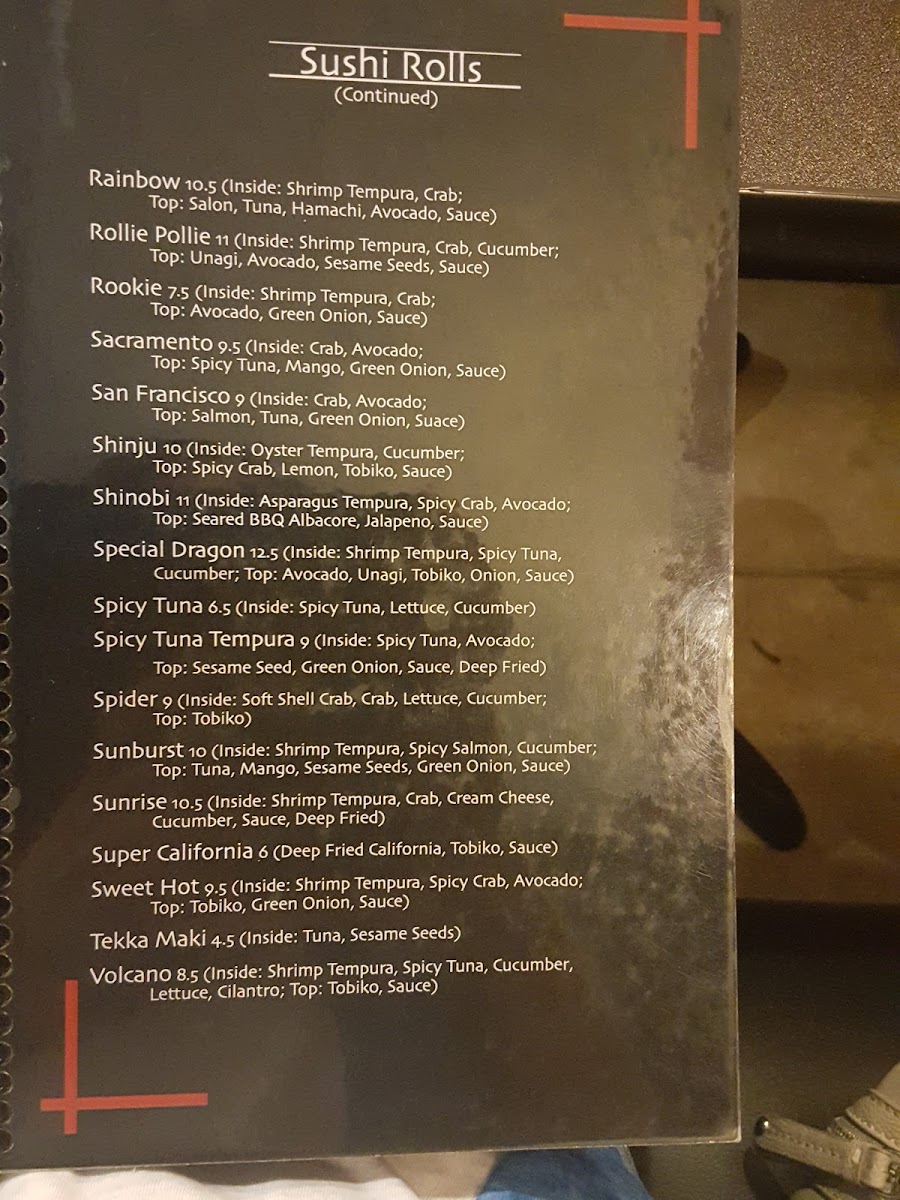 Sushi Rolls
(Continued)
Rainbow 10.5 (Inside: Shrimp Tempura, Crab;
Top: Salon, Tuna, Hamachi, Avocado, Sauce)
Rollie Pollie 11 (Inside: Shrimp Tempura, Crab, Cucumber;
Top: Unagi, Avocado, Sesame Seeds, Sauce)
Rookie 7.5 (Inside: Shrimp Tempura, Crab;
Top: Avocado, Green Onion, Sauce)
Sacramento 9.5 (Inside: Crab, Avocado;
Top: Spicy Tuna, Mango, Green Onion, Sauce)
San Francisco 9 (Inside: Crab, Avocado;
Top: Salmon, Tuna, Green Onion, Suace)
Shinju 10 (Inside: Oyster Tempura, Cucumber;
Top: Spicy Crab, Lemon, Tobiko, Sauce)
Shinobi 11 (Inside: Asparagus Tempura, Spicy Crab, Avocado;
Top: Seared BBQ Albacore, Jalapeno, Sauce)
Special Dragon 12.5 (Inside: Shrimp Tempura, Spicy Tuna,
Cucumber; Top: Avocado, Unagi, Tobiko, Onion, Sauce)
Spicy Tuna 6.5 (Inside: Spicy Tuna, Lettuce, Cucumber)
Spicy Tuna Tempura 9 (Inside: Spicy Tuna, Avocado;
Top: Sesame Seed, Green Onion, Sauce, Deep Fried)
Spider 9 (Inside: Soft Shell Crab, Crab, Lettuce, Cucumber;
Top: Tobiko)
Sunburst 10 (Inside: Shrimp Tempura, Spicy Salmon, Cucumber;
Top: Tuna, Mango, Sesame Seeds, Green Onion, Sauce)
Sunrise 10.5 (Inside: Shrimp Tempura, Crab, Cream Cheese,
Cucumber, Sauce, Deep Fried)
Super California 6 (Deep Fried California, Tobiko, Sauce)
Sweet Hot 9.5 (Inside: Shrimp Tempura, Spicy Crab, Avocado;
Top: Tobiko, Green Onion, Sauce)
Tekka Maki 4.5 (Inside: Tuna, Sesame Seeds)
Volcano 8.5 (Inside: Shrimp Tempura, Spicy Tuna, Cucumber,
Lettuce, Cilantro; Top: Tobiko, Sauce)